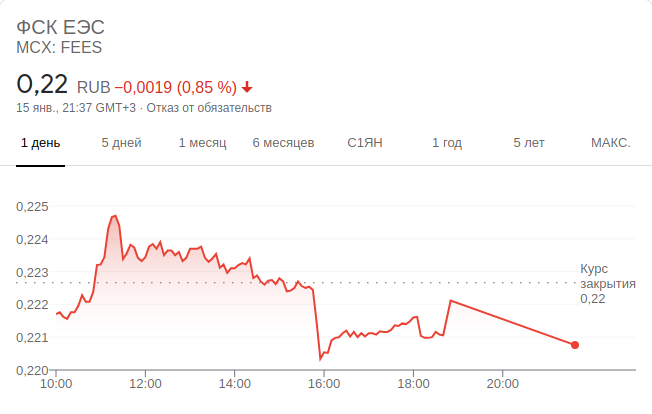 ФСК ЕЭС
MCX: FEES
0,22 RUB −0,0019 (0,85 %)
15 янв., 21:37 GMT+3 · Отказ от обязательств
1 день 5 дней 1 месяц 6 месяцев С1ЯН 1 год 5 лет МАКС.
0,225
0,224
0,223
0,222
0,221
0,220
Курс
закрытия
0,22
10:00 12:00 14:00 16:00 18:00 20:00